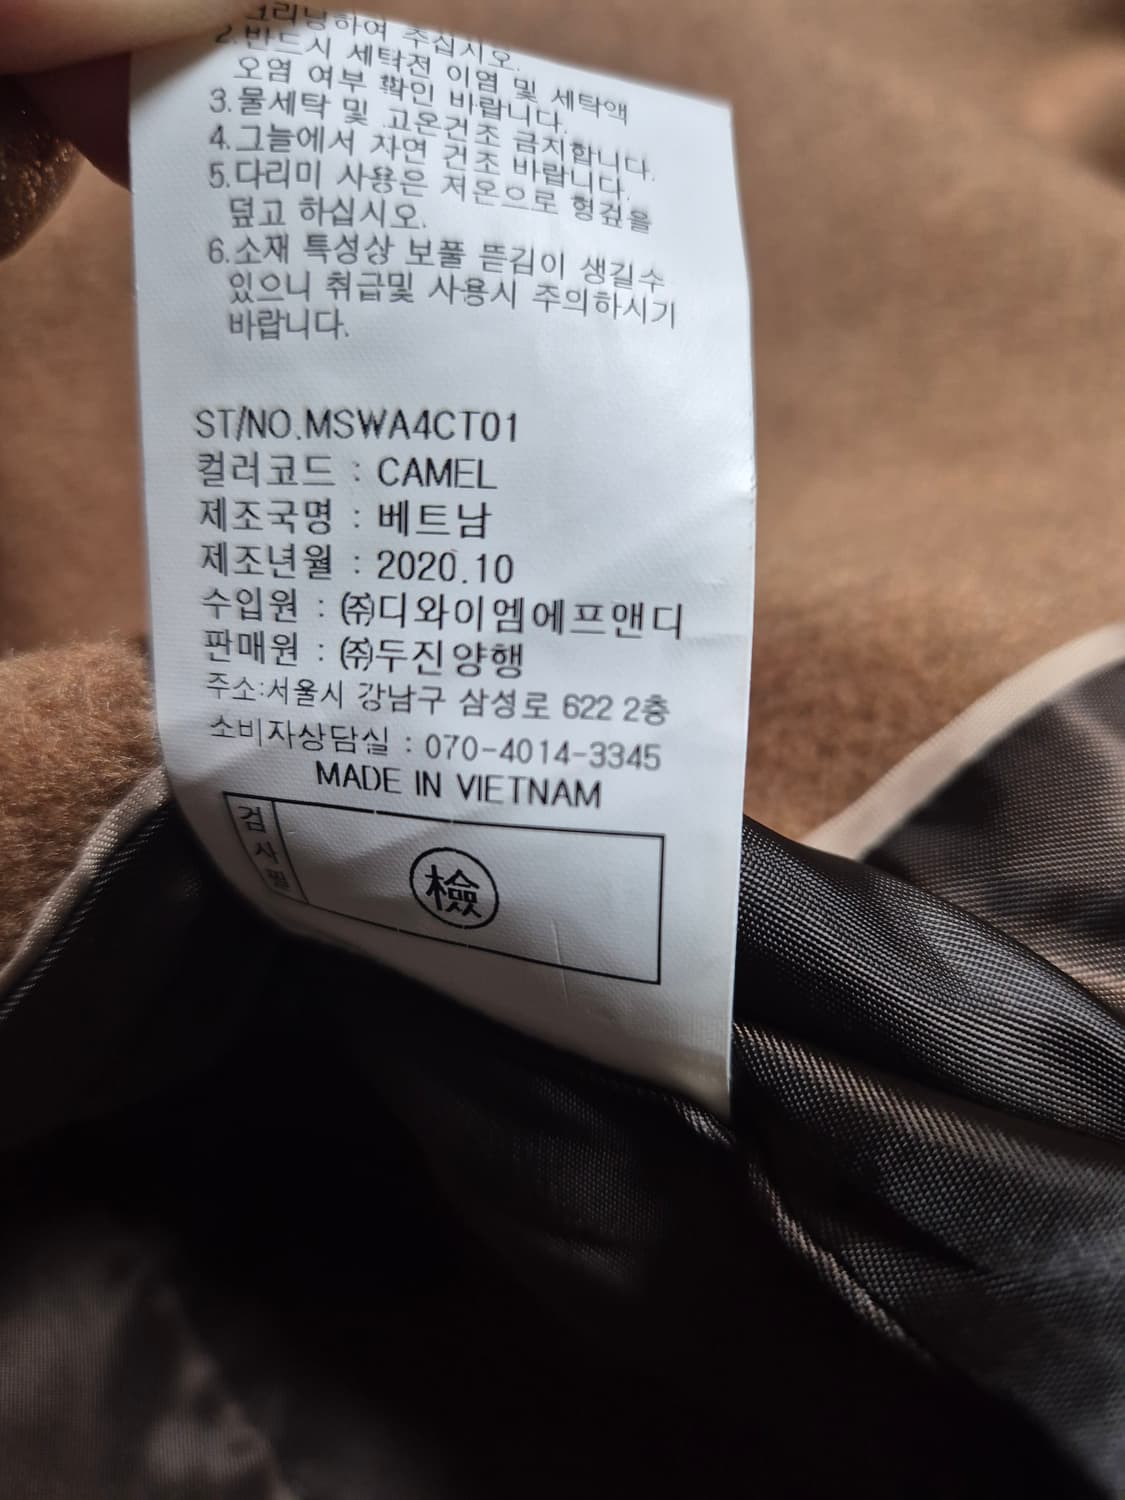 크리닝하여 주십시오.
2.반드시 세탁전 이염 및 세탁액
오염 여부 확인 바랍니다.
3.물세탁 및 고온건조 금지합니다.
4.그늘에서 자연 건조 바랍니다.
5.다리미 사용은 저온으로 헝겊을
덮고 하십시오.
6.소재 특성상 보풀 뜯김이 생길수
있으니 취급및 사용시 주의하시기
바랍니다.
ST/NO.MSWA4CT01
컬러코드 : CAMEL
제조국명 : 베트남
제조년월 : 2020.10
수입원 : ㈜디와이엠에프앤디
판매원 : ㈜두진양행
주소:서울시 강남구 삼성로 622 2층
소비자상담실 : 070-4014-3345
MADE IN VIETNAM
검사필
檢